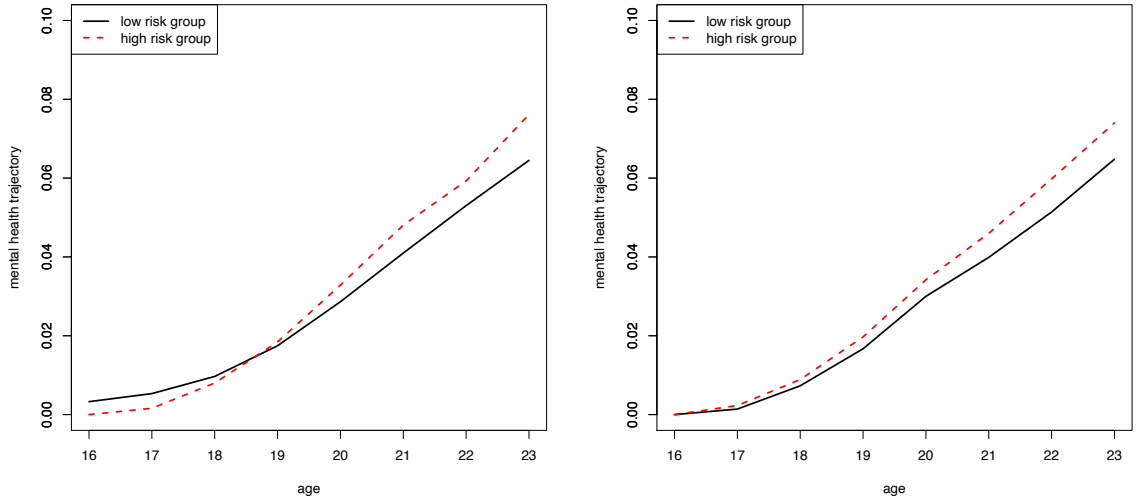 low risk group
high risk group
0.10
0.08
0.06
0.04
0.02
0.00
mental health trajectory
16 17 18 19 20 21 22 23
age
low risk group
high risk group
0.10
0.08
0.06
0.04
0.02
0.00
mental health trajectory
16 17 18 19 20 21 22 23
age